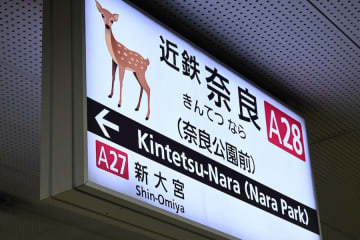 近鉄奈良
きんてつ なら
(奈良公園前)
A28
← Kintetsu-Nara (Nara Park)
A27 新大宮
Shin-Omiya